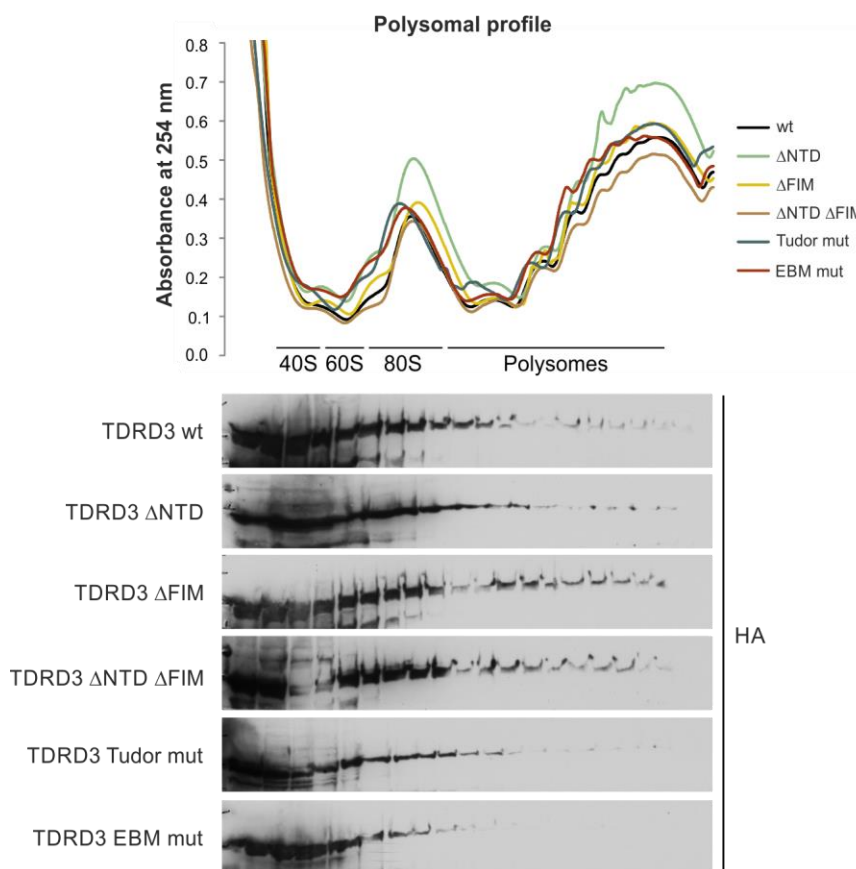 Polysomal profile
Absorbance at 254 nm
0.8
0.7
0.6
0.5
0.4
0.3
0.2
0.1
0.0
wt
ΔNTD
ΔFIM
ΔNTD ΔFIM
Tudor mut
EBM mut
40S 60S 80S Polysomes
TDRD3 wt
TDRD3 ΔNTD
TDRD3 ΔFIM
TDRD3 ΔNTD ΔFIM
TDRD3 Tudor mut
TDRD3 EBM mut
HA